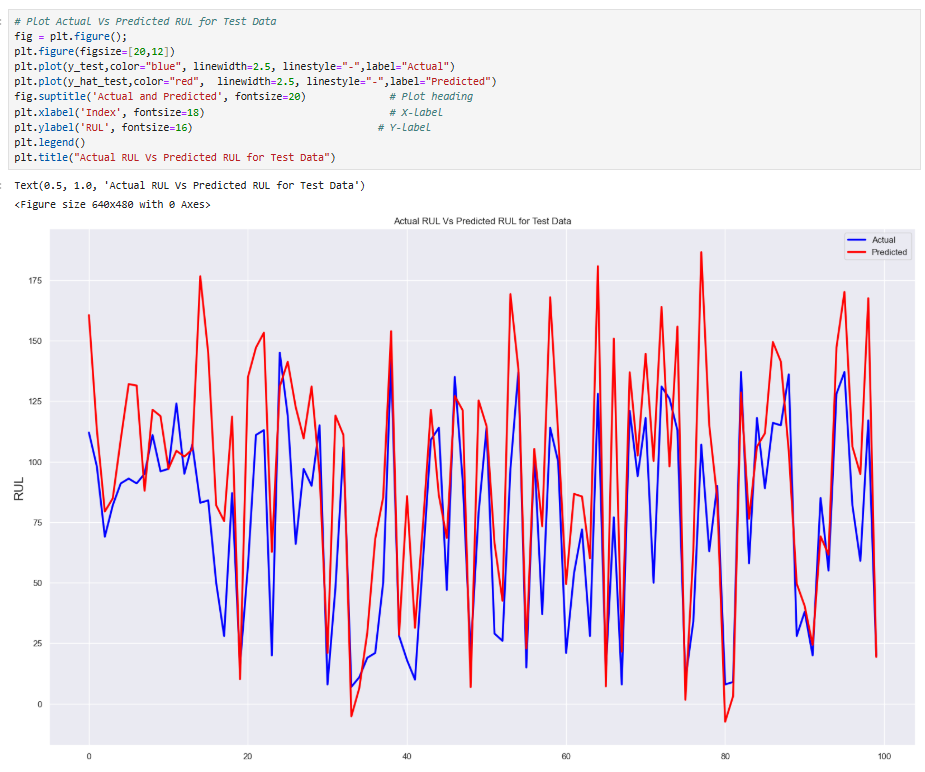 # Plot Actual Vs Predicted RUL for Test Data
fig = plt.figure();
plt.figure(figsize=[20,12])
plt.plot(y_test,color="blue", linewidth=2.5, linestyle="-",label="Actual")
plt.plot(y_hat_test,color="red",  linewidth=2.5, linestyle="-",label="Predicted")
fig.suptitle('Actual and Predicted', fontsize=20)             # Plot heading
plt.xlabel('Index', fontsize=18)                              # X-label
plt.ylabel('RUL', fontsize=16)                              # Y-label
plt.legend()
plt.title("Actual RUL Vs Predicted RUL for Test Data")
Text(0.5, 1.0, 'Actual RUL Vs Predicted RUL for Test Data')
<Figure size 640x480 with 0 Axes>
Actual RUL Vs Predicted RUL for Test Data
Actual
Predicted
175
150
125
100
75
50
25
0
RUL
0 20 40 60 80 100